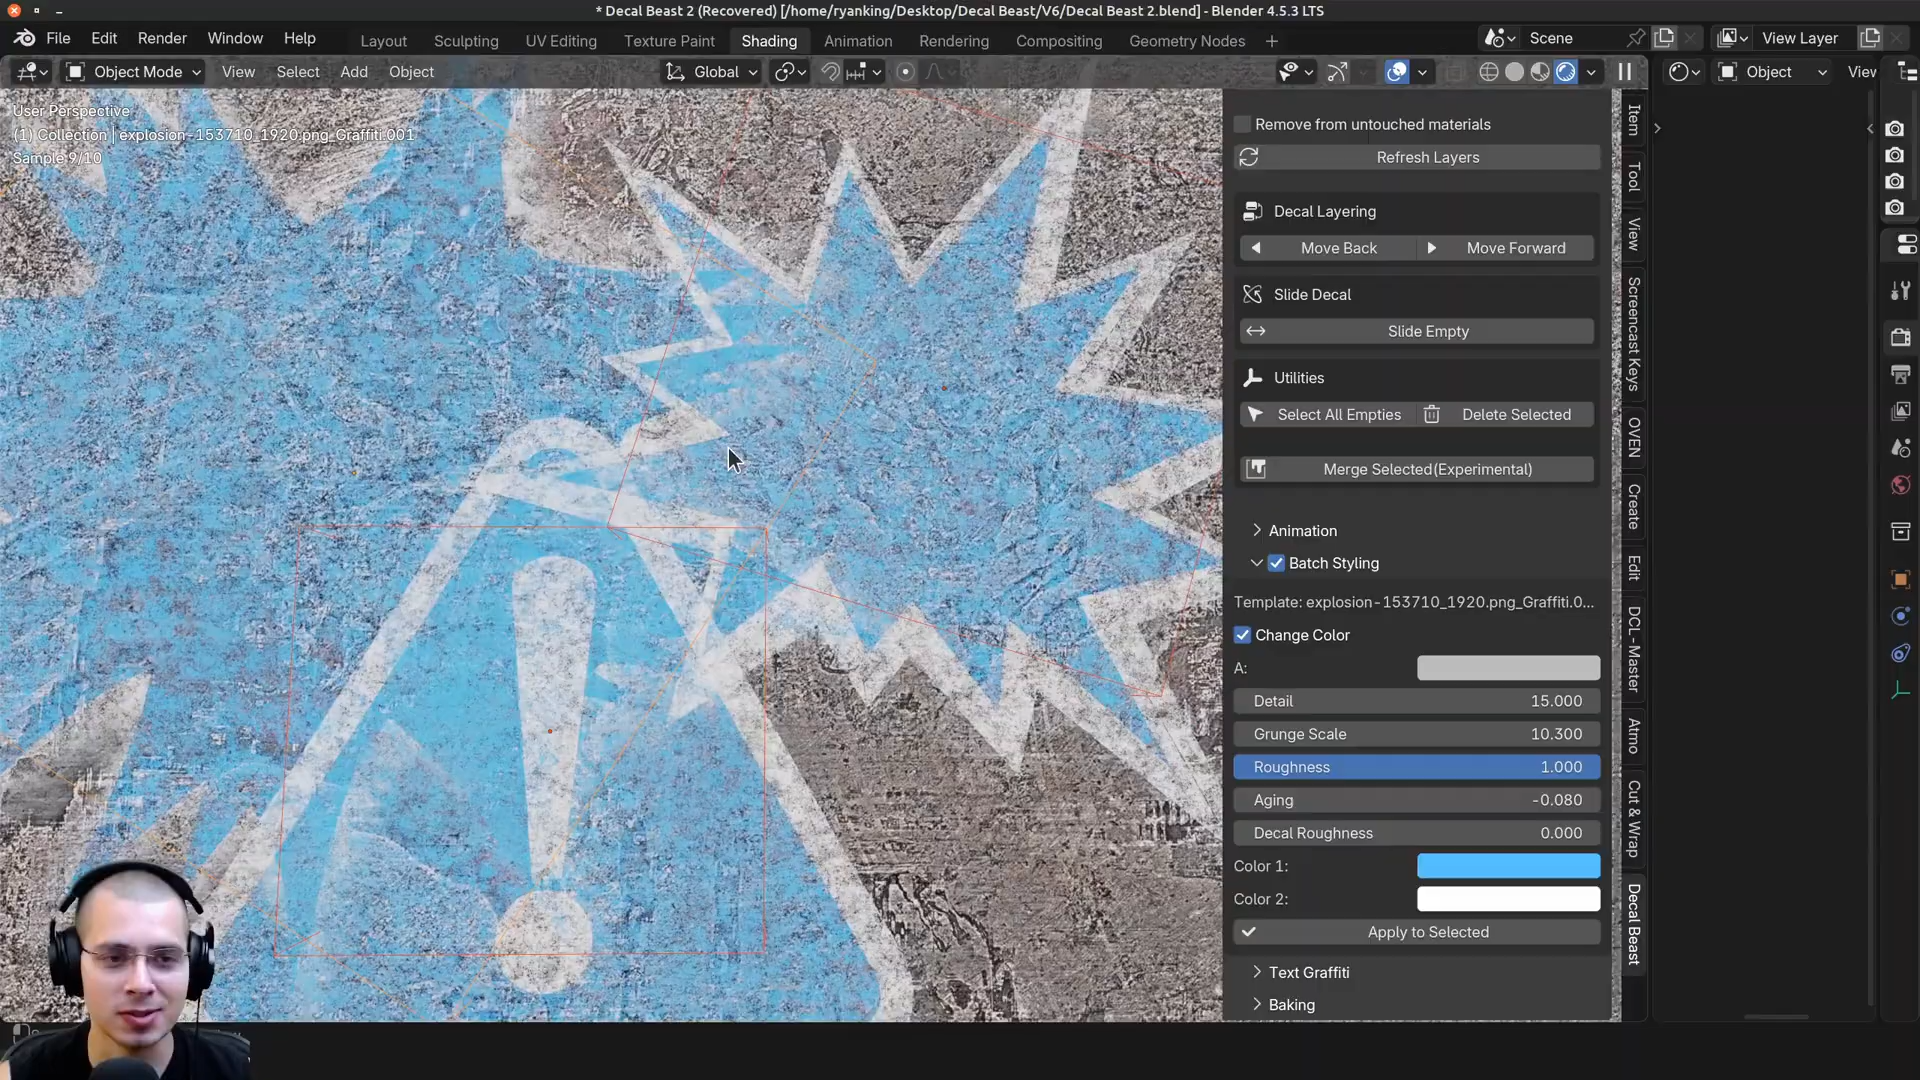 * Decal Beast 2 (Recovered) [/home/ryanking/Desktop/Decal Beast/V6/Decal Beast 2.blend] - Blender 4.5.3 LTS
File Edit Render Window Help Layout Sculpting UV Editing Texture Paint Shading Animation Rendering Compositing Geometry Nodes + Scene View Layer
Object Mode View Select Add Object Global Object View
User Perspective
(1) Collection | explosion-153710_1920.png_Graffiti.001
Sample 9/10
Remove from untouched materials
Refresh Layers
Decal Layering
Move Back Move Forward
Slide Decal
Slide Empty
Utilities
Select All Empties Delete Selected
Merge Selected(Experimental)
Animation
Batch Styling
Template: explosion-153710_1920.png_Graffiti.0...
Change Color
A:
Detail 15.000
Grunge Scale 10.300
Roughness 1.000
Aging -0.080
Decal Roughness 0.000
Color 1:
Color 2:
Apply to Selected
Text Graffiti
Baking
Item
Tool
View
Screencast Keys
OVEN
Create
Edit
DCL-Master
Atmo
Cut & Wrap
Decal Beast